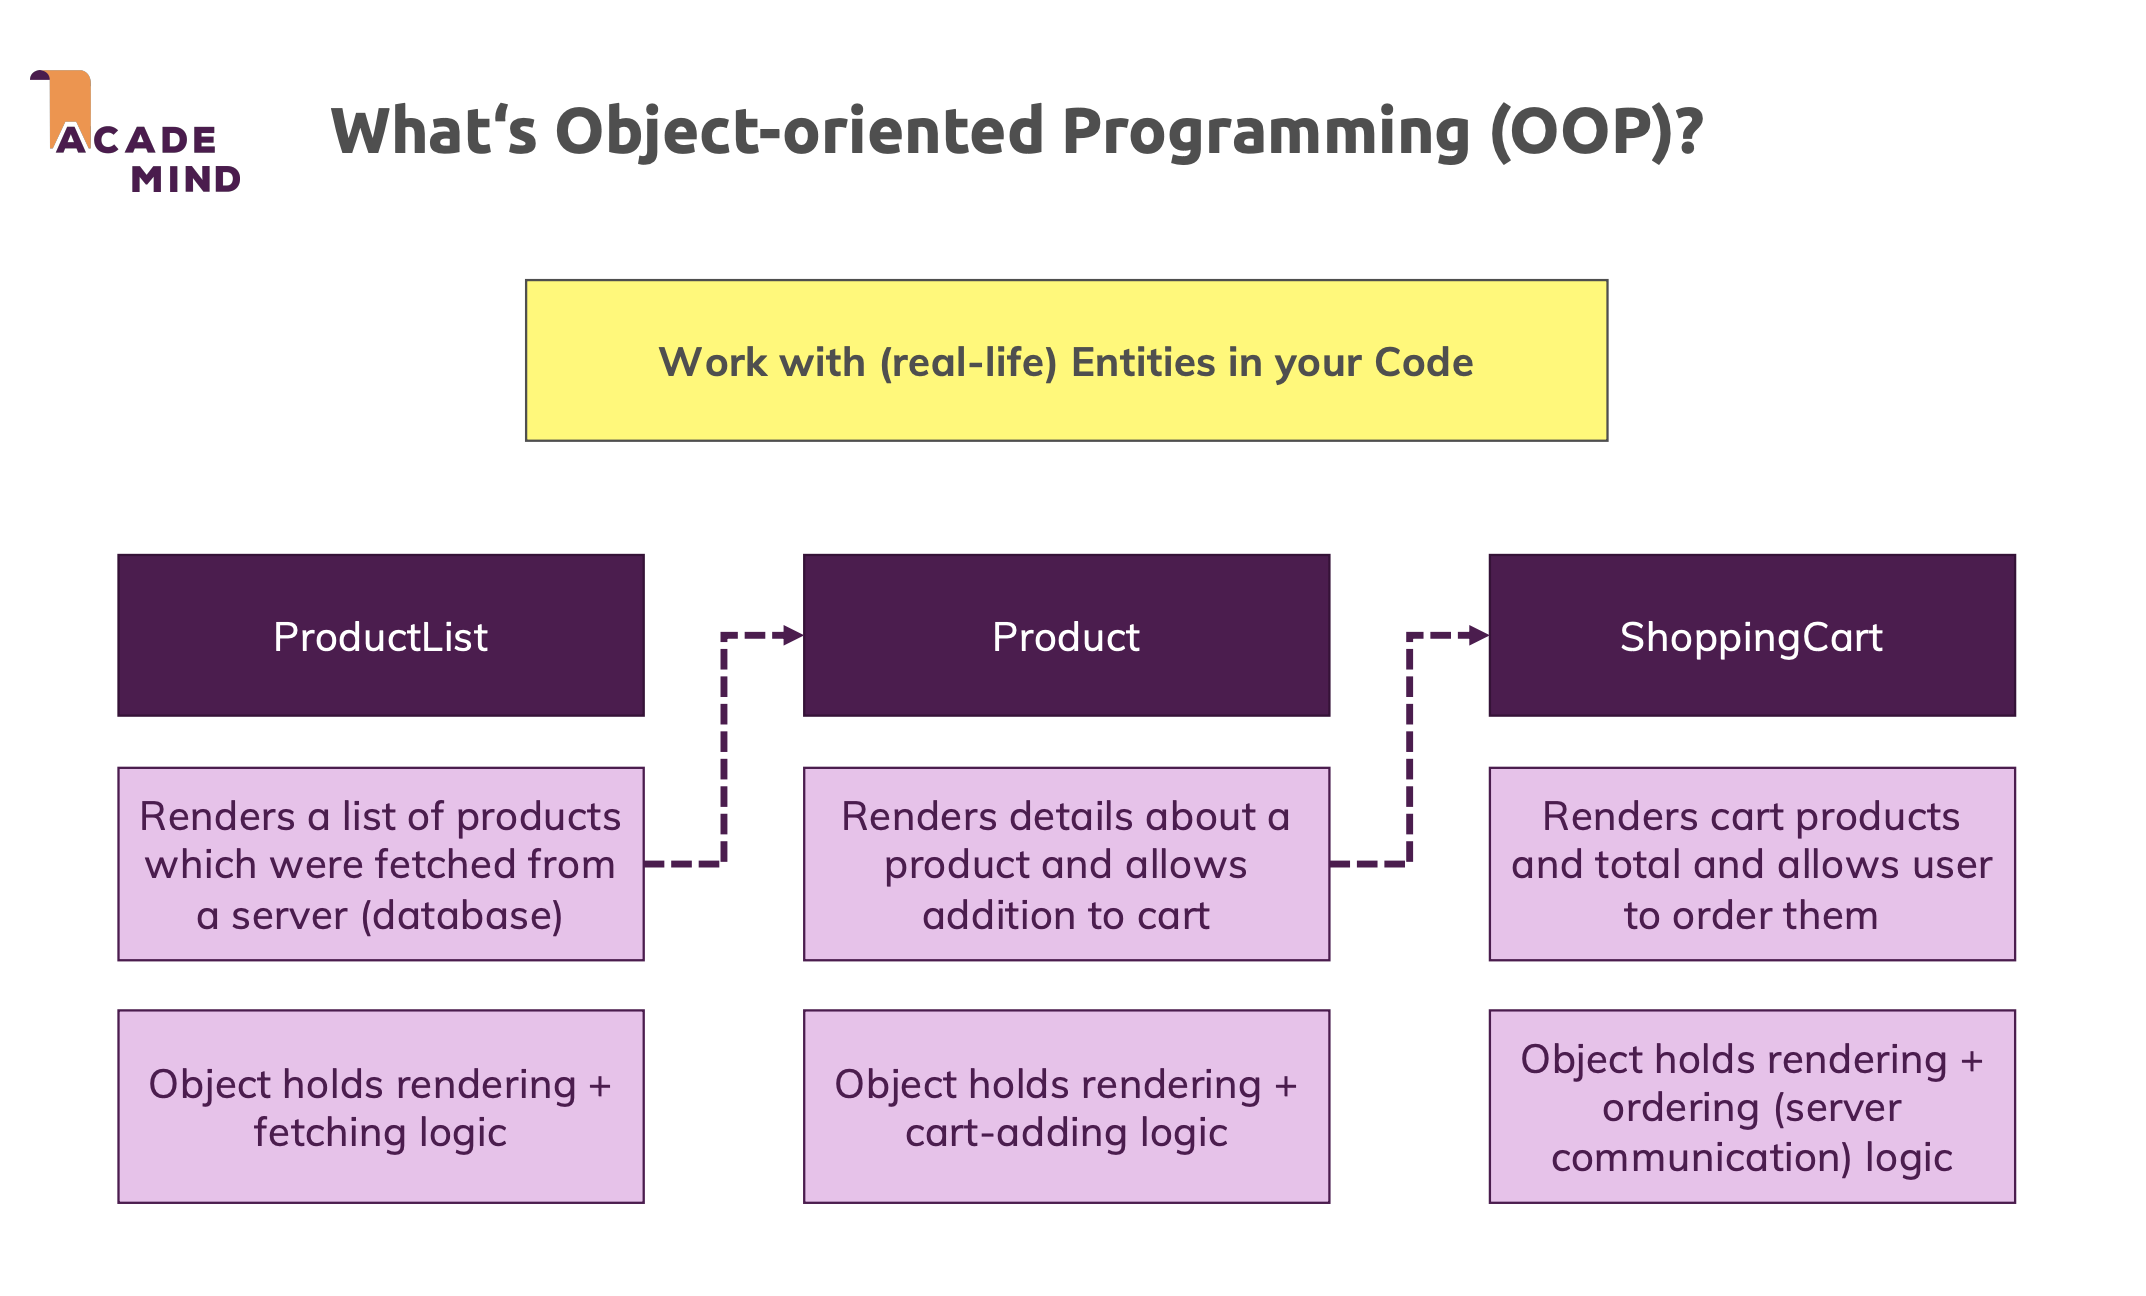 ACADE
MIND
What‘s Object-oriented Programming (OOP)?
Work with (real-life) Entities in your Code
ProductList
Product
ShoppingCart
Renders a list of products
which were fetched from
a server (database)
Renders details about a
product and allows
addition to cart
Renders cart products
and total and allows user
to order them
Object holds rendering +
fetching logic
Object holds rendering +
cart-adding logic
Object holds rendering +
ordering (server
communication) logic